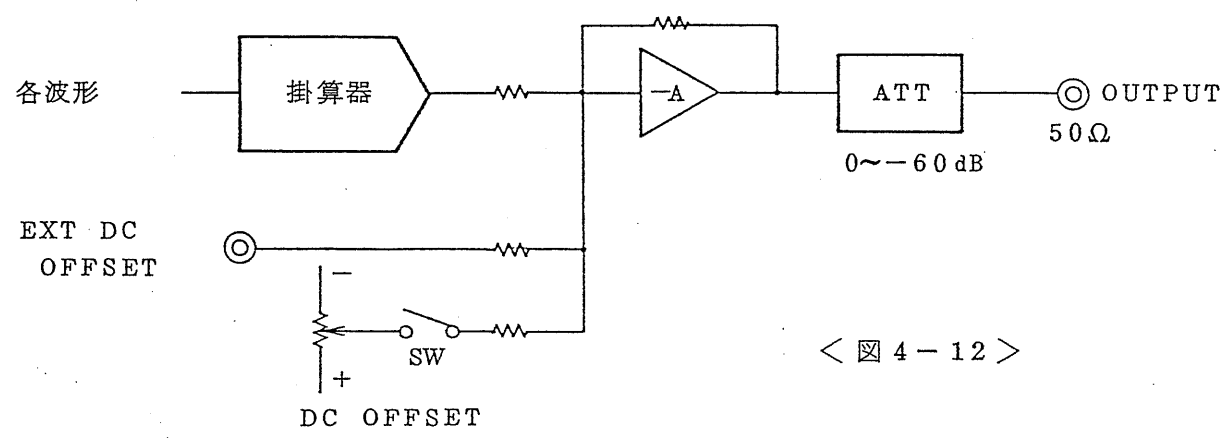 各波形
掛算器
-A
ATT
OUTPUT
50Ω
0~-60dB
EXT DC
OFFSET
-
SW
+
DC OFFSET
<図4-12>